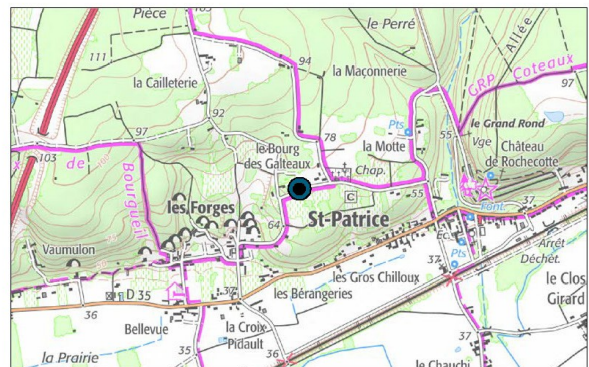 Pièce
103
le Perré
Allée
111
94
la Maçonnerie
la Cailleterie
GRP Coteaux
97
92
le Grand Rond
97
78
Pts
55
Vge
le Bourg
des Galteaux
la Motte
Château
de Rochecotte
103
de
Bourgueil
Chap.
C
55
les Forges
St-Patrice
Font.
37
64
Vaumulon
Ec.
Pts
Arrêt
37
Déchet.
les Gros Chilloux
le Clos
Girard
D 35
37
les Bérangeries
36
Bellevue
la Croix
Pidault
37
35
36
la Prairie
le Chauchi